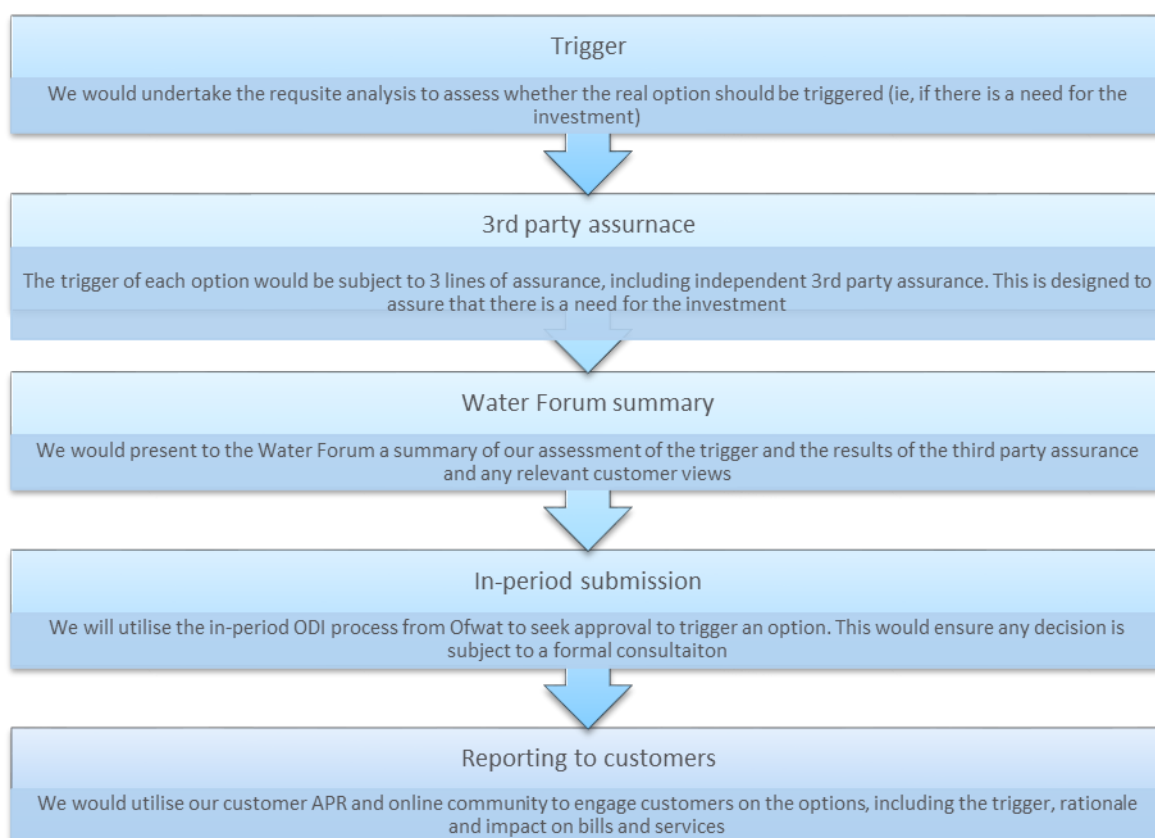 Trigger
We would undertake the requsite analysis to assess whether the real option should be triggered (ie, if there is a need for the
investment)
3rd party assurnace
The trigger of each option would be subject to 3 lines of assurance, including independent 3rd party assurance. This is designed to
assure that there is a need for the investment
Water Forum summary
We would present to the Water Forum a summary of our assessment of the trigger and the results of the third party assurance
and any relevant customer views
In-period submission
We will utilise the in-period ODI process from Ofwat to seek approval to trigger an option. This would ensure any decision is
subject to a formal consultaiton
Reporting to customers
We would utilise our customer APR and online community to engage customers on the options, including the trigger, rationale
and impact on bills and services